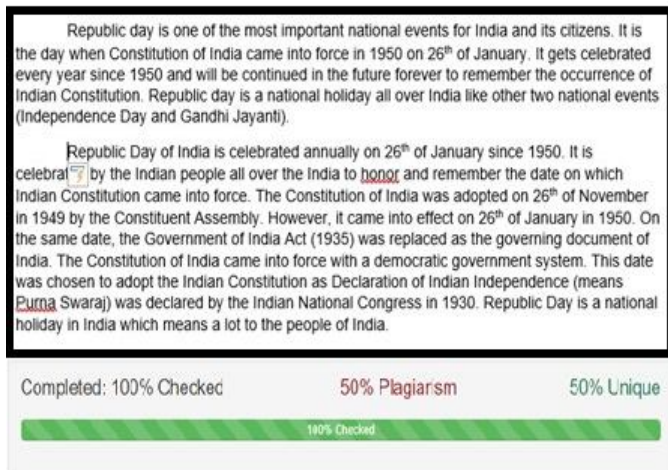 Republic day is one of the most important national events for India and its citizens. It is
the day when Constitution of India came into force in 1950 on 26th of January. It gets celebrated
every year since 1950 and will be continued in the future forever to remember the occurrence of
Indian Constitution. Republic day is a national holiday all over India like other two national events
(Independence Day and Gandhi Jayanti).
Republic Day of India is celebrated annually on 26th of January since 1950. It is
celebrat by the Indian people all over the India to honor and remember the date on which
Indian Constitution came into force. The Constitution of India was adopted on 26th of November
in 1949 by the Constituent Assembly. However, it came into effect on 26th of January in 1950. On
the same date, the Government of India Act (1935) was replaced as the governing document of
India. The Constitution of India came into force with a democratic government system. This date
was chosen to adopt the Indian Constitution as Declaration of Indian Independence (means
Purna Swaraj) was declared by the Indian National Congress in 1930. Republic Day is a national
holiday in India which means a lot to the people of India.
Completed: 100% Checked 50% Plagiarism 50% Unique
100% Checked